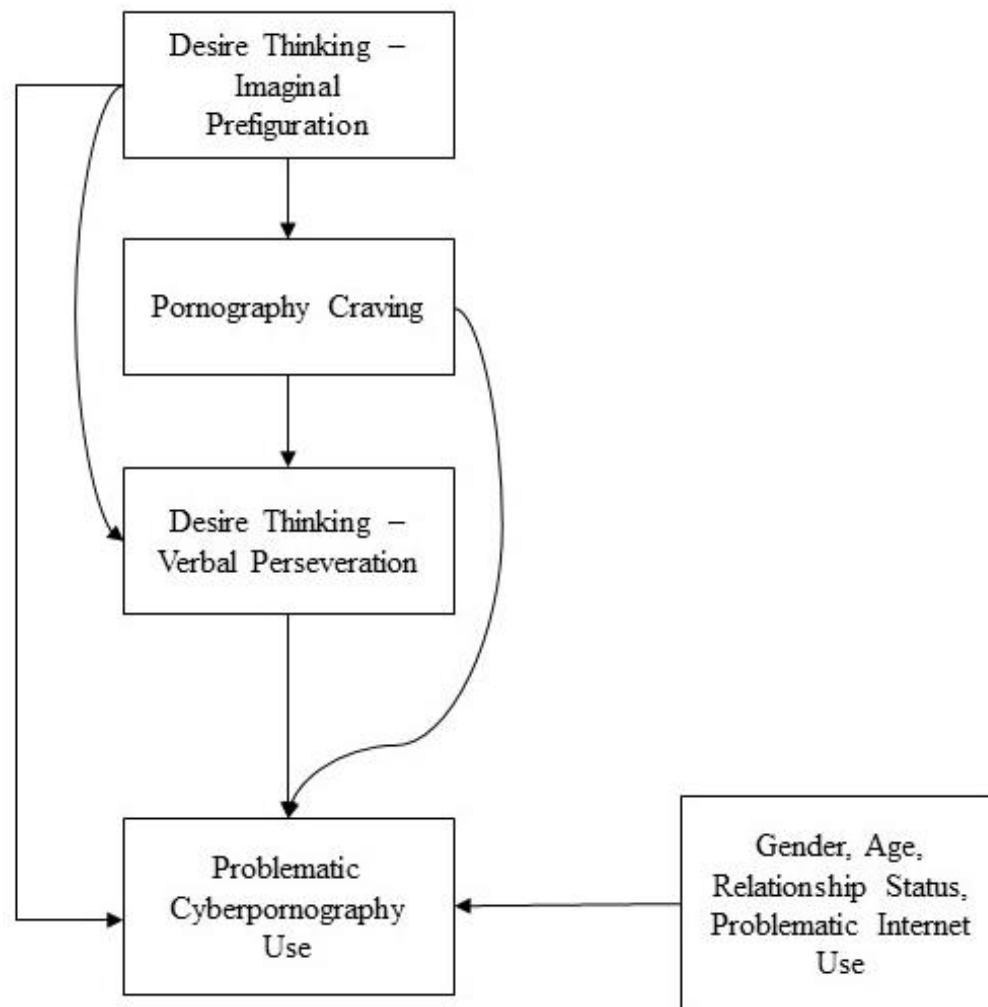 Desire Thinking –
Imaginal
Prefiguration
Pornography Craving
Desire Thinking –
Verbal Perseveration
Problematic
Cyberpornography
Use
Gender, Age,
Relationship Status,
Problematic Internet
Use